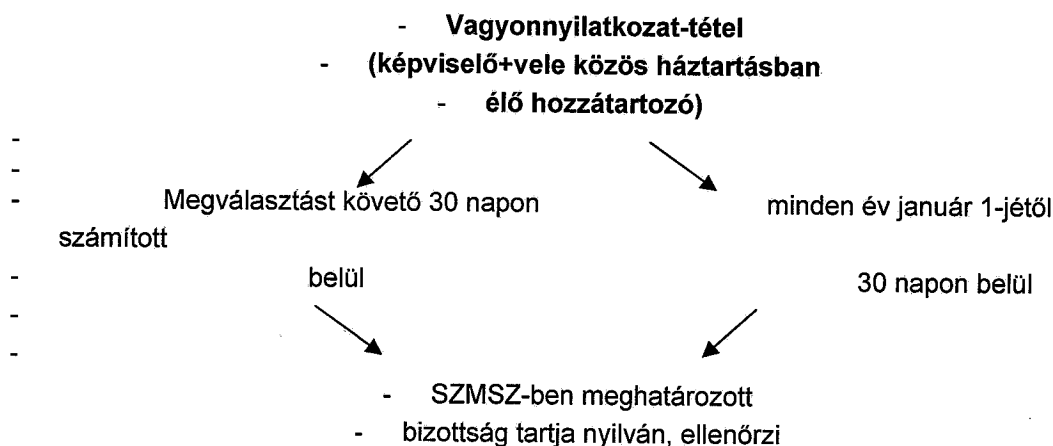 - Vagyonnyilatkozat-tétel
- (képviselő+vele közös háztartásban
- élő hozzátartozó)
-
-
- Megválasztást követő 30 napon minden év január 1-jétől
számított
- belül 30 napon belül
-
-
- SZMSZ-ben meghatározott
- bizottság tartja nyilván, ellenőrzi